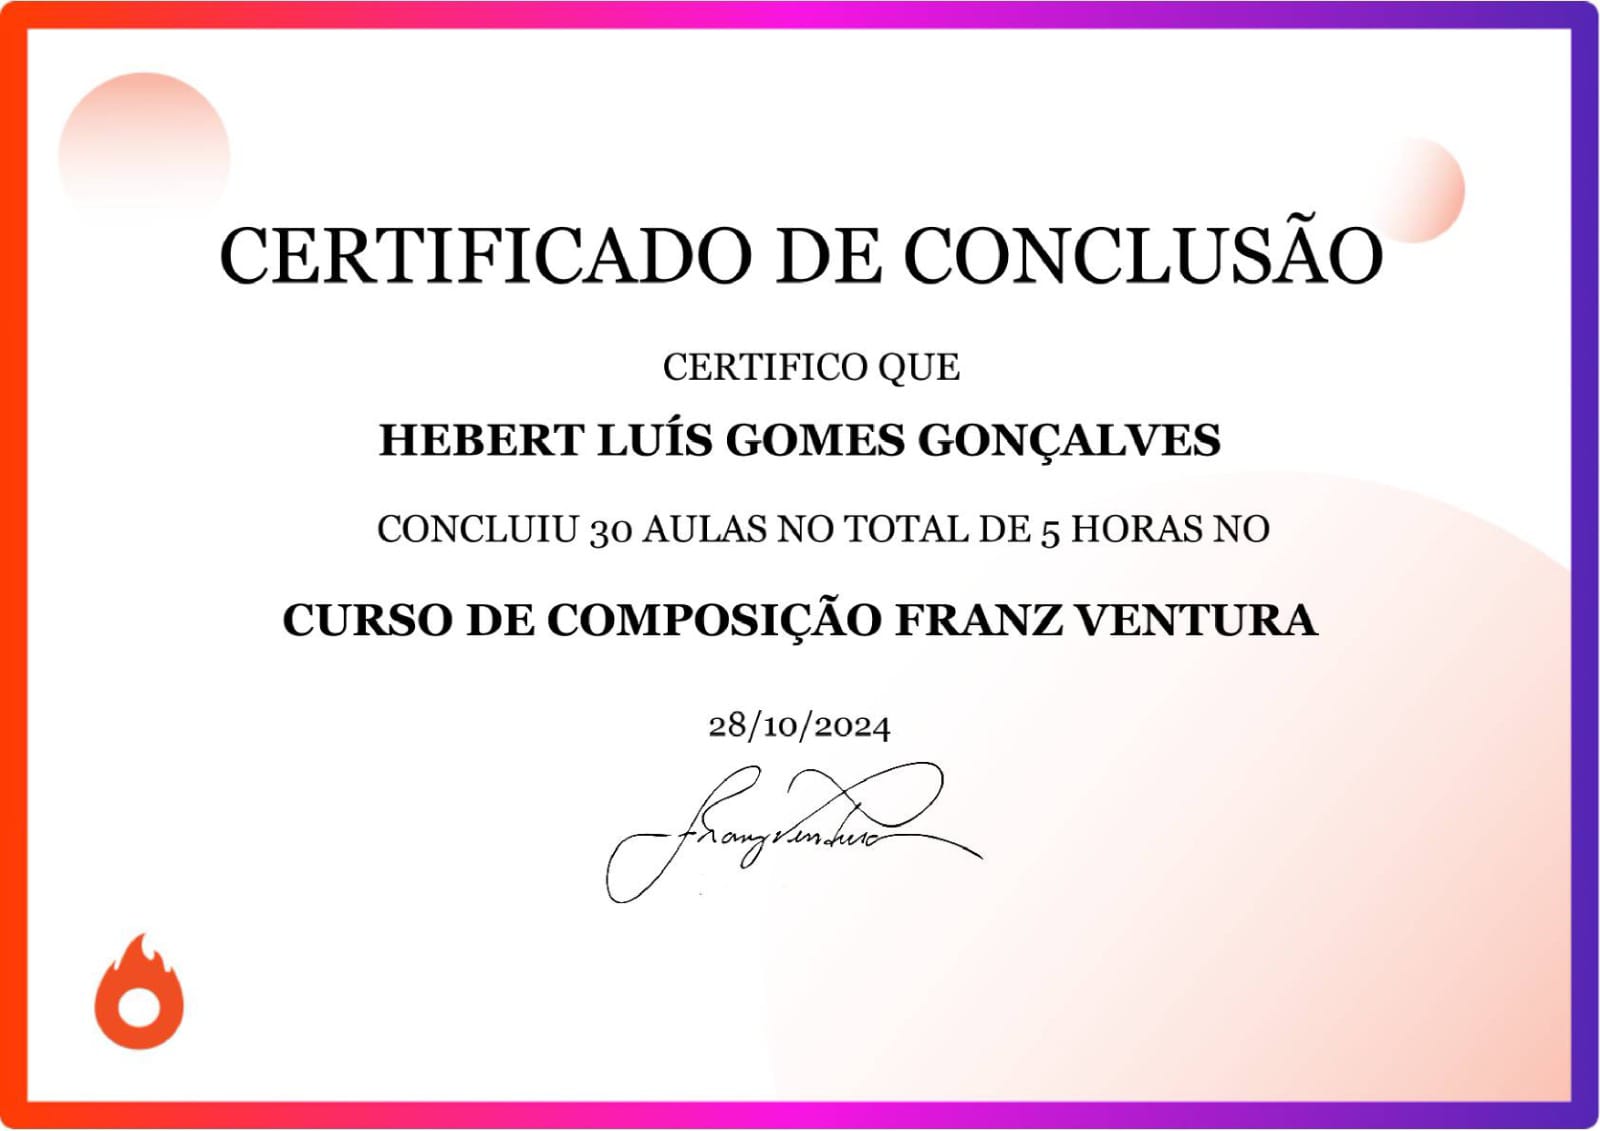 CERTIFICADO DE CONCLUSÃO
CERTIFICO QUE
HEBERT LUÍS GOMES GONÇALVES
CONCLUIU 30 AULAS NO TOTAL DE 5 HORAS NO
CURSO DE COMPOSIÇÃO FRANZ VENTURA
28/10/2024
Franz Ventura